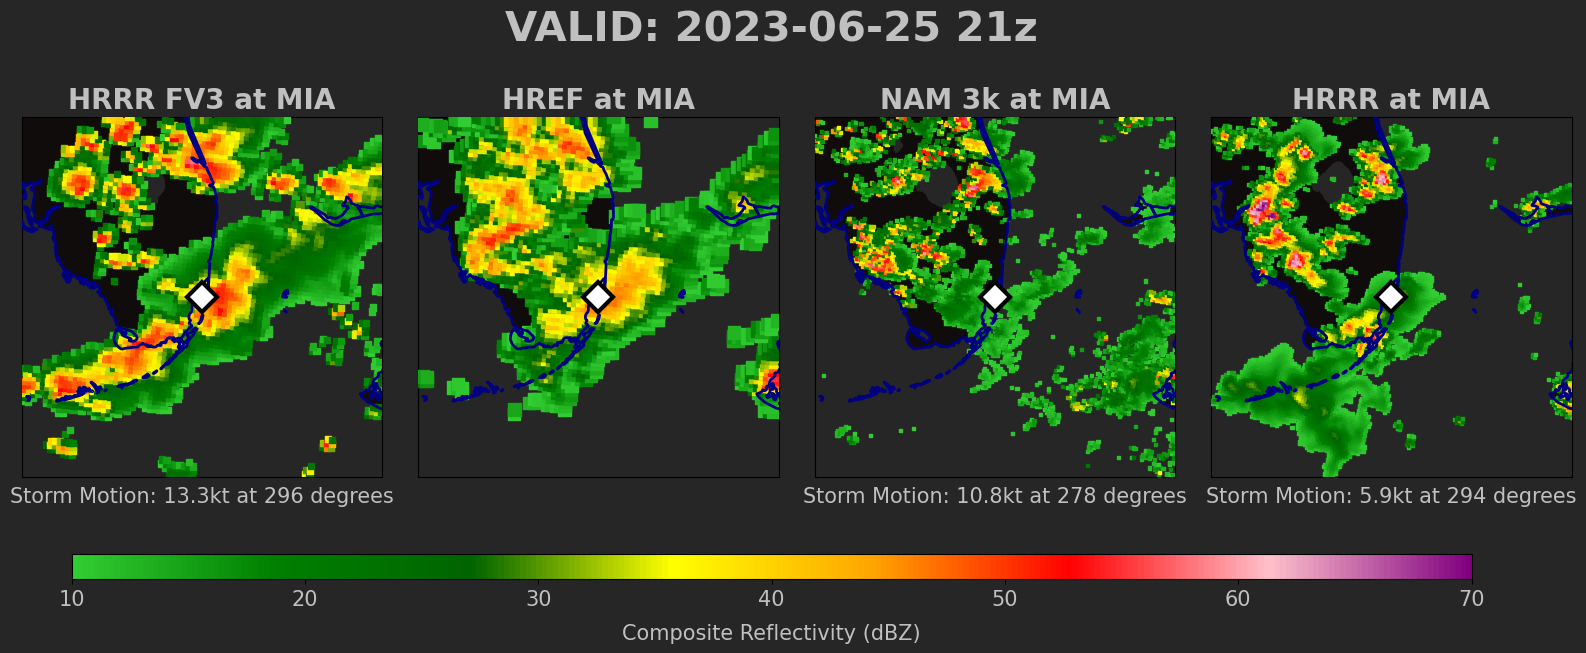 VALID: 2023-06-25 21z
HRRR FV3 at MIA
HREF at MIA
NAM 3k at MIA
HRRR at MIA
Storm Motion: 13.3kt at 296 degrees
Storm Motion: 10.8kt at 278 degrees
Storm Motion: 5.9kt at 294 degrees
10 20 30 40 50 60 70
Composite Reflectivity (dBZ)